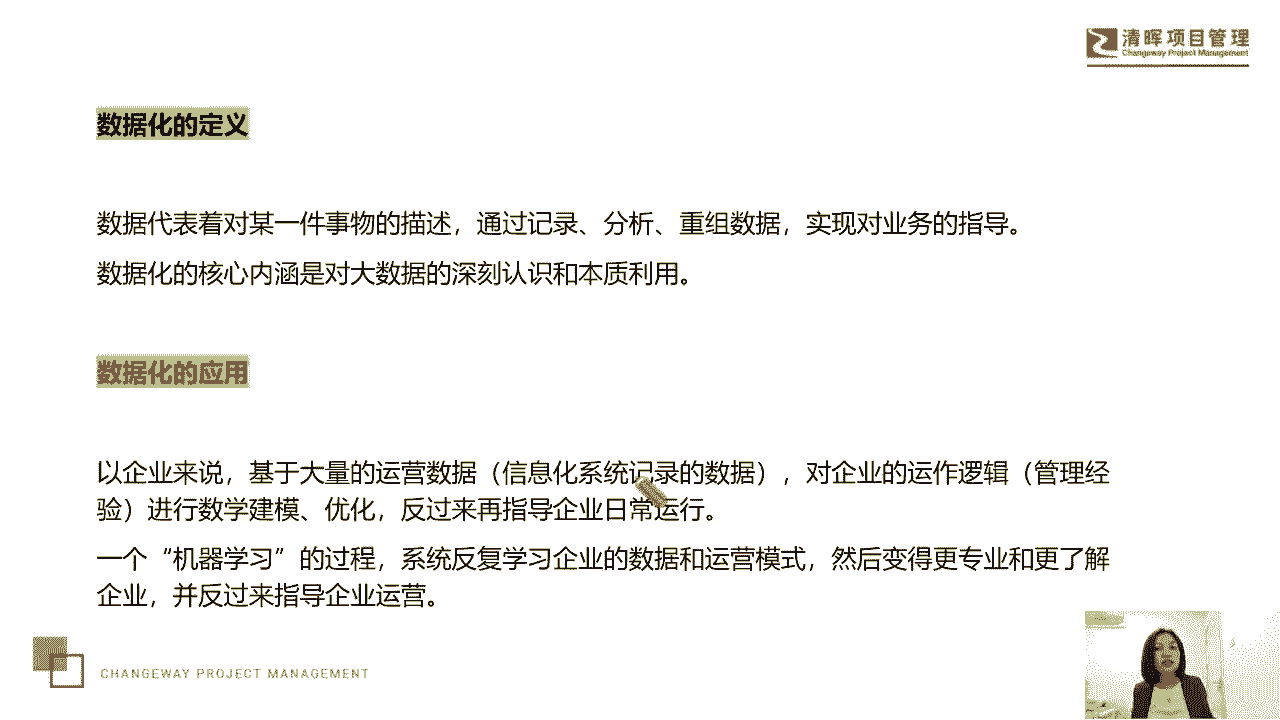 清晖项目管理
Changeway Project Management
数据化的定义
数据代表着对某一件事物的描述，通过记录、分析、重组数据，实现对业务的指导。
数据化的核心内涵是对大数据的深刻认识和本质利用。
数据化的应用
以企业来说，基于大量的运营数据（信息化系统记录的数据），对企业的运作逻辑（管理经
验）进行数学建模、优化，反过来再指导企业日常运行。
一个“机器学习”的过程，系统反复学习企业的数据和运营模式，然后变得更专业和更了解
企业，并反过来指导企业运营。
CHANGEWAY PROJECT MANAGEMENT